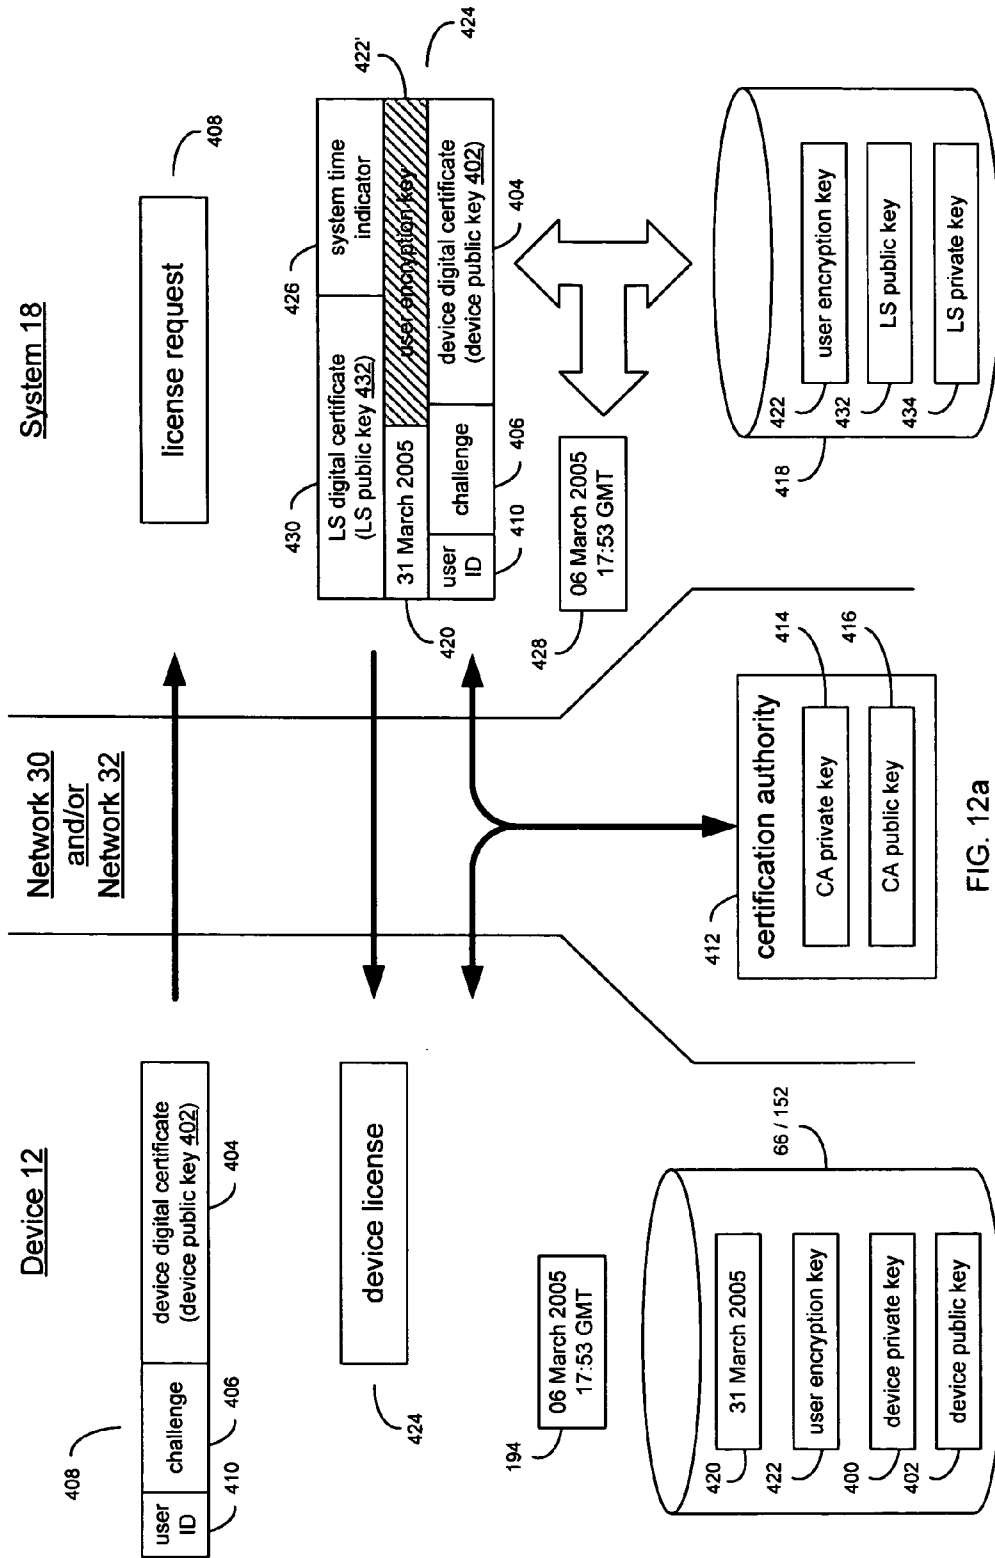 Device 12
Network 30
and/or
Network 32
System 18
408
user
ID
challenge
device digital certificate
(device public key 402)
410
406
404
license request
408
device license
424
430
426
LS digital certificate
(LS public key 432)
system time
indicator
422'
31 March 2005
user encryption key
424
user
ID
challenge
device digital certificate
(device public key 402)
420
410
406
404
194
06 March 2005
17:53 GMT
428
06 March 2005
17:53 GMT
66 / 152
420
31 March 2005
422
user encryption key
400
device private key
402
device public key
412
certification authority
414
CA private key
416
CA public key
418
422
user encryption key
432
LS public key
434
LS private key
FIG. 12a